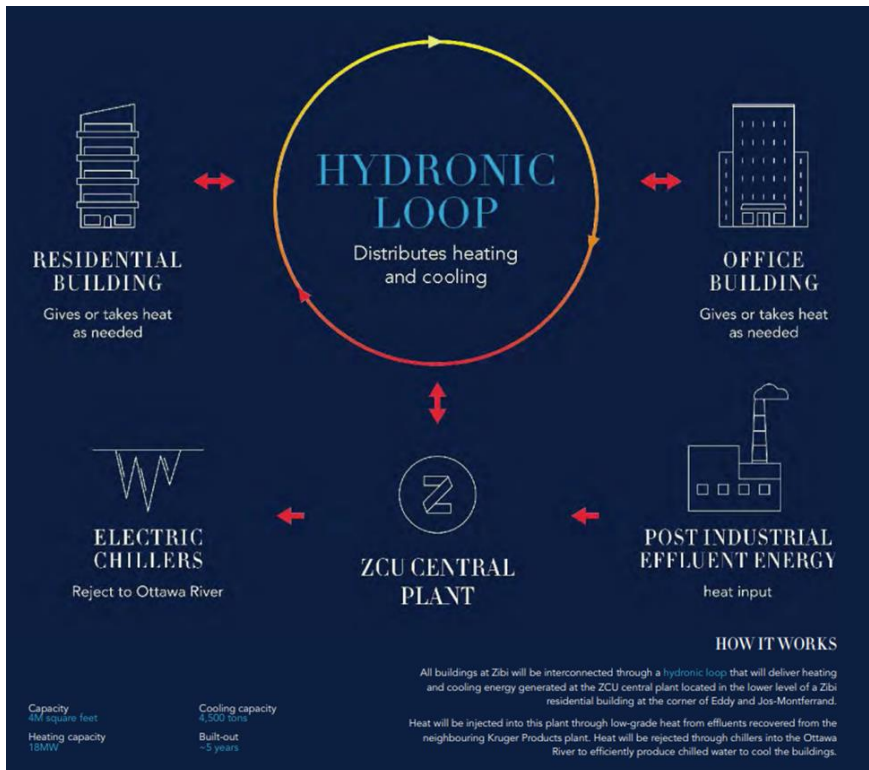 HYDRONIC
LOOP
Distributes heating
and cooling
RESIDENTIAL
BUILDING
Gives or takes heat
as needed
OFFICE
BUILDING
Gives or takes heat
as needed
ELECTRIC
CHILLERS
Reject to Ottawa River
Z
ZCU CENTRAL
PLANT
POST INDUSTRIAL
EFFLUENT ENERGY
heat input
HOW IT WORKS
All buildings at Zibi will be interconnected through a hydronic loop that will deliver heating
and cooling energy generated at the ZCU central plant located in the lower level of a Zibi
residential building at the corner of Eddy and Jos-Montferrand.
Heat will be injected into this plant through low-grade heat from effluents recovered from the
neighbouring Kruger Products plant. Heat will be rejected through chillers into the Ottawa
River to efficiently produce chilled water to cool the buildings.
Capacity
4M square feet
Heating capacity
18MW
Cooling capacity
4,500 tons
Built-out
~5 years